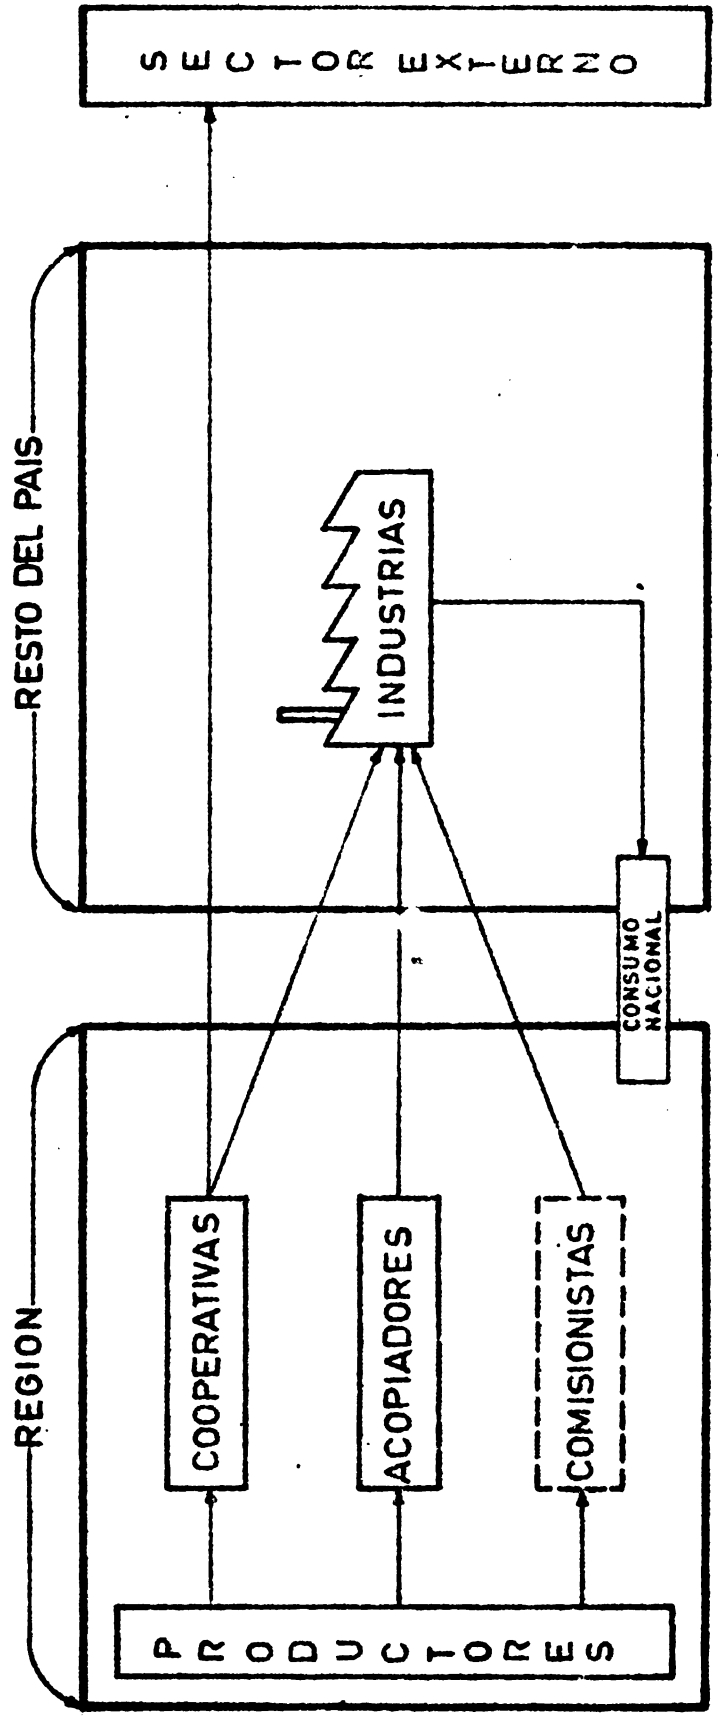 REGION
RESTO DEL PAIS
PRODUCTORES
COOPERATIVAS
ACOPIADORES
COMISIONISTAS
INDUSTRIAS
CONSUMO
NACIONAL
SECTOR EXTERNO